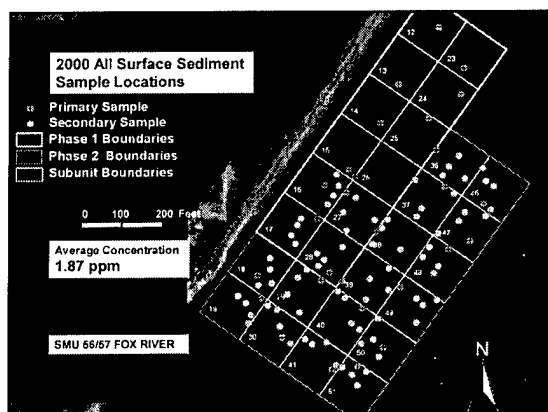 2000 All Surface Sediment
Sample Locations
Primary Sample
Secondary Sample
Phase 1 Boundaries
Phase 2 Boundaries
Subunit Boundaries
0 100 200 Feet
Average Concentration
1.87 ppm
SMU 56/57 FOX RIVER
N
12
23
13
24
14
25
35
36
15
26
46
16
37
27
47
17
38
28
48
18
39
49
19
30
40
50
41
51